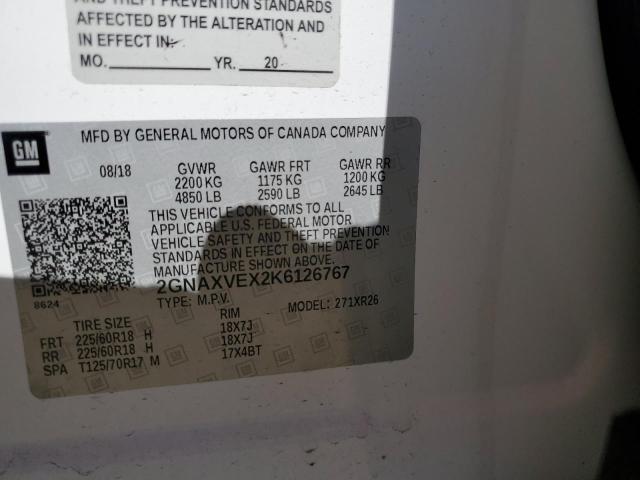 AND THEFT PREVENTION STANDARDS
AFFECTED BY THE ALTERATION AND
IN EFFECT IN:
MO. YR. 20
GM
MFD BY GENERAL MOTORS OF CANADA COMPANY
08/18 GVWR GAWR FRT GAWR RR
2200 KG 1175 KG 1200 KG
4850 LB 2590 LB 2645 LB
THIS VEHICLE CONFORMS TO ALL
APPLICABLE U.S. FEDERAL MOTOR
VEHICLE SAFETY AND THEFT PREVENTION
STANDARDS IN EFFECT ON THE DATE OF
MANUFACTURE SHOWN ABOVE.
2GNAXVEX2K6126767
8624 TYPE: M.P.V. MODEL: 271XR26
TIRE SIZE RIM
FRT 225/60R18 H 18X7J
RR 225/60R18 H 18X7J
SPA T125/70R17 M 17X4BT